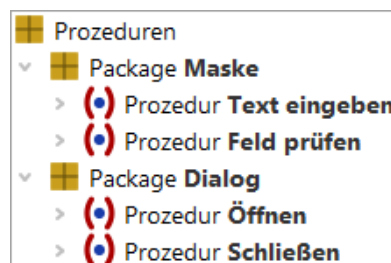 Prozeduren
Package Maske
Prozedur Text eingeben
Prozedur Feld prüfen
Package Dialog
Prozedur Öffnen
Prozedur Schließen